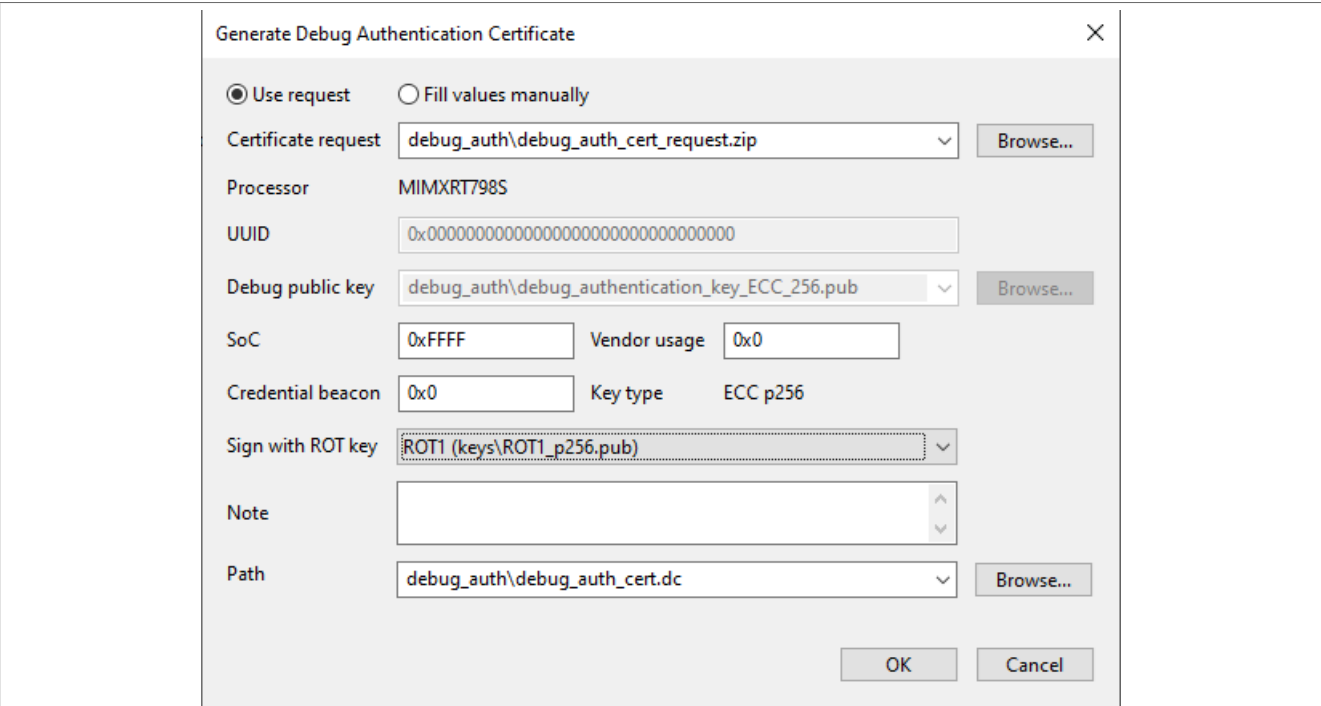 Generate Debug Authentication Certificate
Use request Fill values manually
Certificate request debug_auth\debug_auth_cert_request.zip Browse...
Processor MIMXRT798S
UUID 0x00000000000000000000000000000000
Debug public key debug_auth\debug_authentication_key_ECC_256.pub Browse...
SoC 0xFFFF Vendor usage 0x0
Credential beacon 0x0 Key type ECC p256
Sign with ROT key ROT1 (keys\ROT1_p256.pub)
Note
Path debug_auth\debug_auth_cert.dc Browse...
OK Cancel